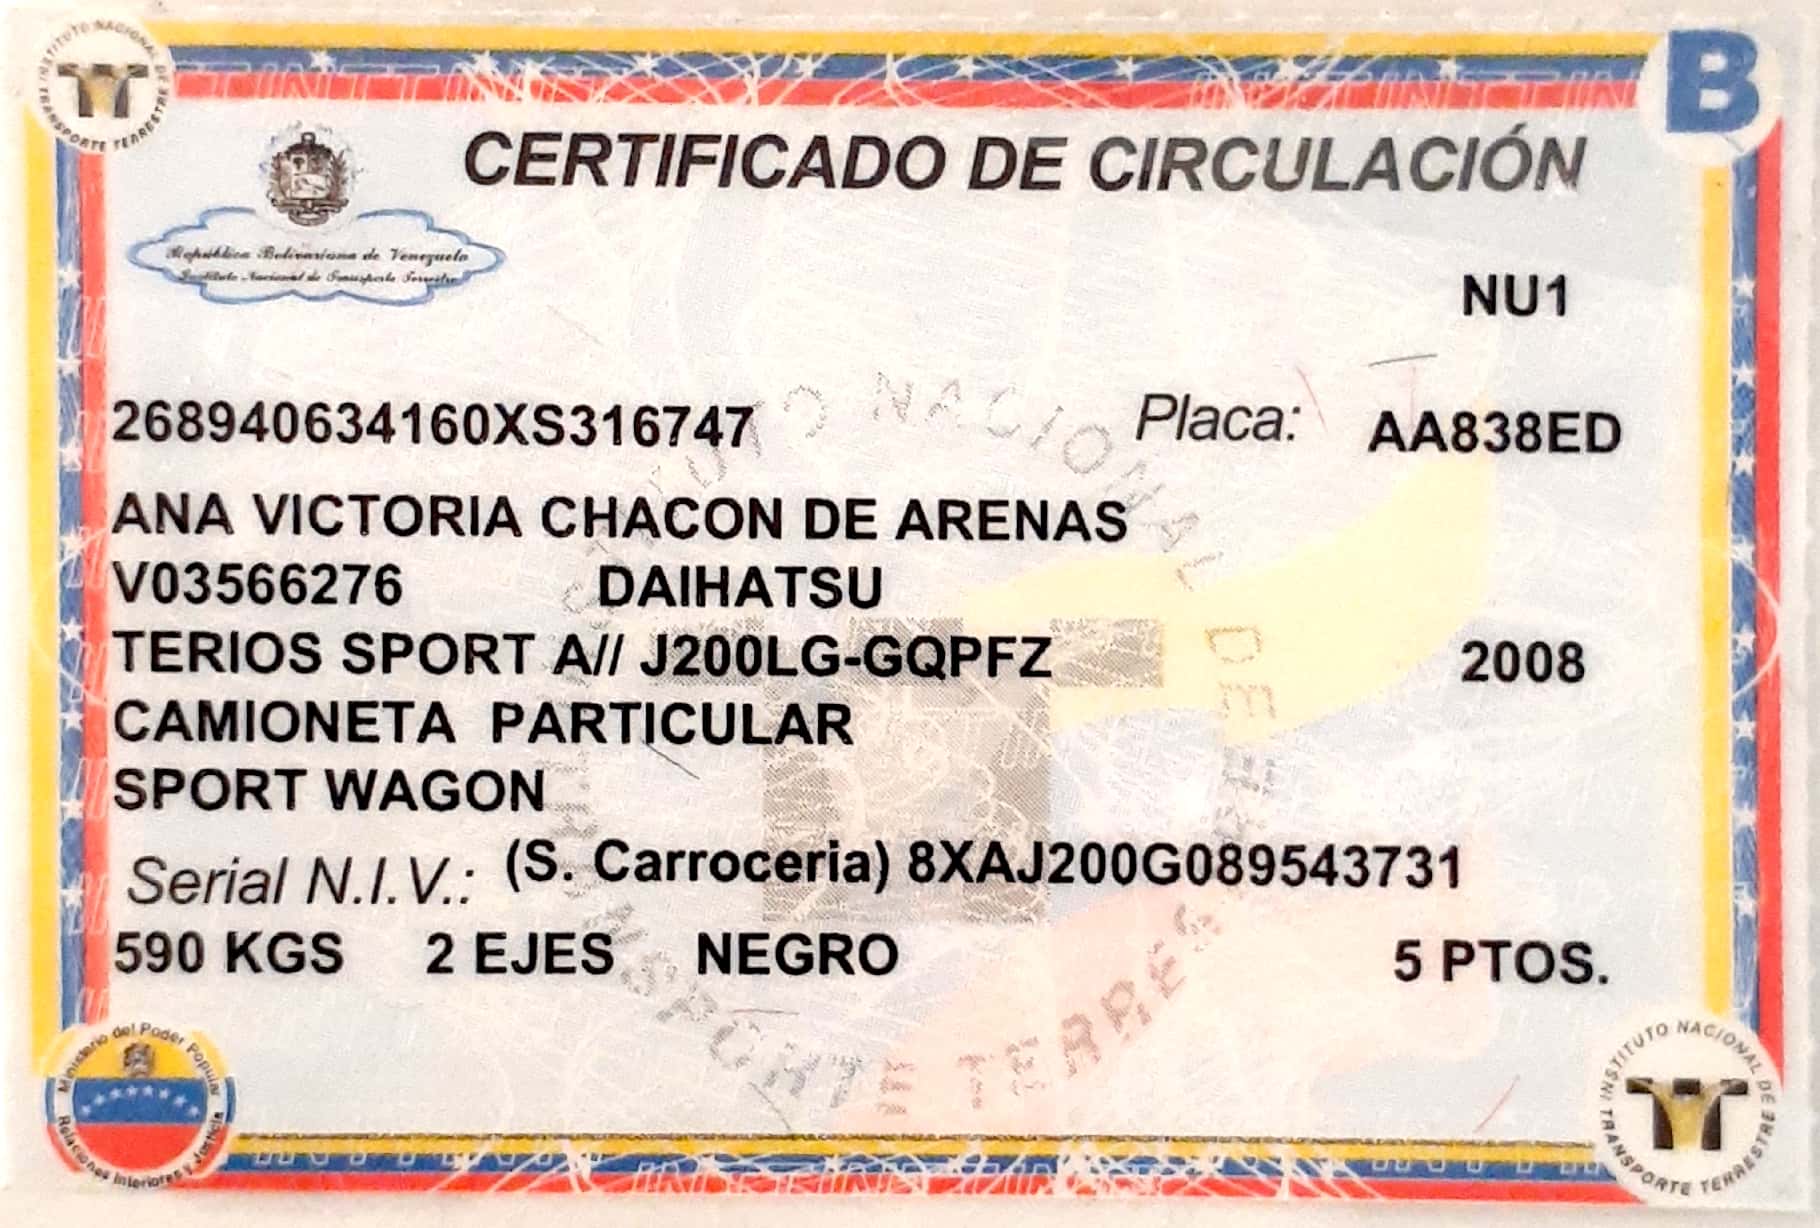 INSTITUTO NACIONAL DE TRANSPORTE TERRESTRE
B
CERTIFICADO DE CIRCULACIÓN
República Bolivariana de Venezuela
Instituto Nacional de Transporte Terrestre
NU1
268940634160XS316747 Placa: AA838ED
ANA VICTORIA CHACON DE ARENAS
V03566276 DAIHATSU
TERIOS SPORT A// J200LG-GQPFZ 2008
CAMIONETA PARTICULAR
SPORT WAGON
Serial N.I.V.: (S. Carroceria) 8XAJ200G089543731
590 KGS 2 EJES NEGRO 5 PTOS.
INSTITUTO NACIONAL DE TRANSPORTE TERRESTRE
Ministerio del Poder Popular
Relaciones Interiores y Justicia
INSTITUTO NACIONAL DE TRANSPORTE TERRESTRE